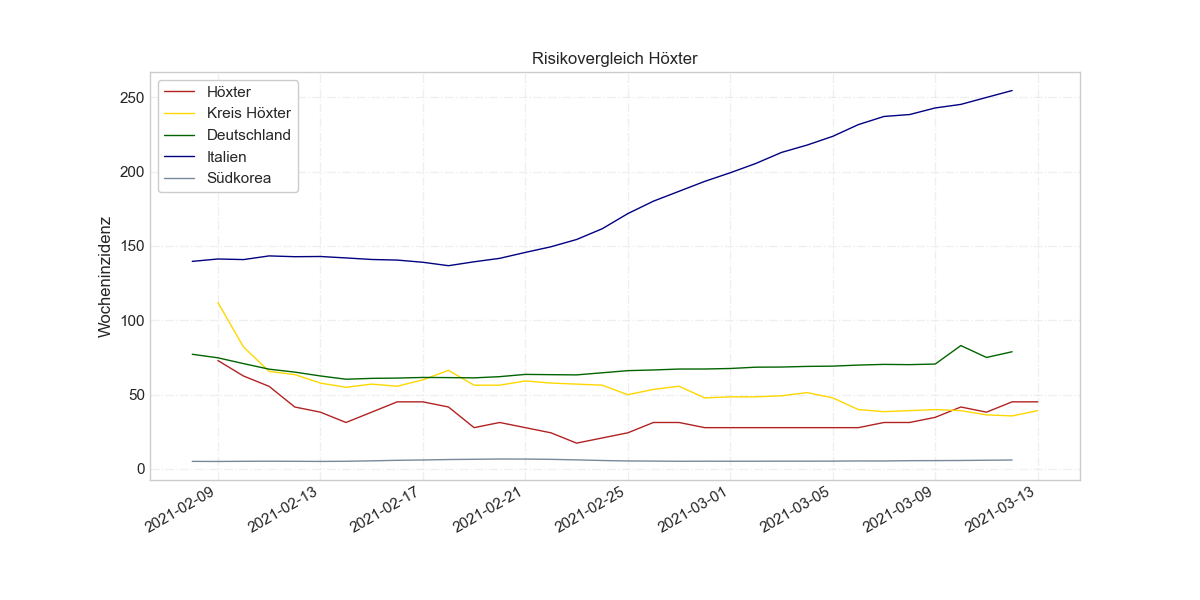 Risikovergleich Höxter
Höxter
Kreis Höxter
Deutschland
Italien
Südkorea
Wocheninzidenz
250
200
150
100
50
0
2021-02-09
2021-02-13
2021-02-17
2021-02-21
2021-02-25
2021-03-01
2021-03-05
2021-03-09
2021-03-13